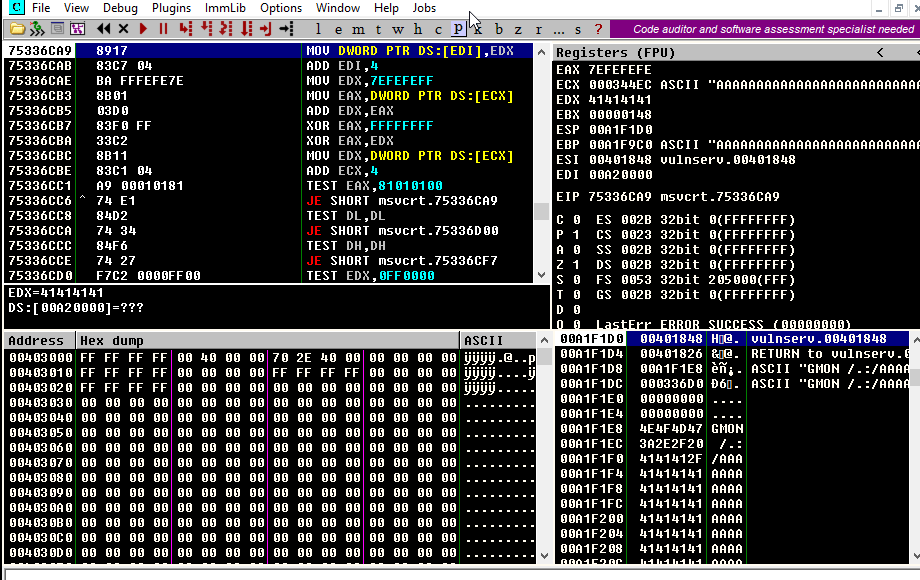 C File View Debug Plugins ImmLib Options Window Help Jobs
l e m t w h c p k b z r ... s ? Code auditor and software assessment specialist needed
75336CA9 8917 MOV DWORD PTR DS:[EDI],EDX
75336CAB 83C7 04 ADD EDI,4
75336CAE BA FFFEFE7E MOV EDX,7EFEFEFF
75336CB3 8B01 MOV EAX,DWORD PTR DS:[ECX]
75336CB5 03D0 ADD EDX,EAX
75336CB7 83F0 FF XOR EAX,FFFFFFFF
75336CBA 33C2 XOR EAX,EDX
75336CBC 8B11 MOV EDX,DWORD PTR DS:[ECX]
75336CBE 83C1 04 ADD ECX,4
75336CC1 A9 00010181 TEST EAX,81010100
75336CC6 ^ 74 E1 JE SHORT msvcrt.75336CA9
75336CC8 84D2 TEST DL,DL
75336CCA 74 34 JE SHORT msvcrt.75336D00
75336CCC 84F6 TEST DH,DH
75336CCE 74 27 JE SHORT msvcrt.75336CF7
75336CD0 F7C2 0000FF00 TEST EDX,0FF0000
EDX=41414141
DS:[00A20000]=???
Registers (FPU) < <
EAX 7EFEFEFE
ECX 000344EC ASCII "AAAAAAAAAAAAAAAAAAAAAAAAAA
EDX 41414141
EBX 00000148
ESP 00A1F1D0
EBP 00A1F9C0 ASCII "AAAAAAAAAAAAAAAAAAAAAAAAAA
ESI 00401848 vulnserv.00401848
EDI 00A20000
EIP 75336CA9 msvcrt.75336CA9
C 0 ES 002B 32bit 0(FFFFFFFF)
P 1 CS 0023 32bit 0(FFFFFFFF)
A 0 SS 002B 32bit 0(FFFFFFFF)
Z 1 DS 002B 32bit 0(FFFFFFFF)
S 0 FS 0053 32bit 205000(FFF)
T 0 GS 002B 32bit 0(FFFFFFFF)
D 0
O 0 LastErr ERROR_SUCCESS (00000000)
Address Hex dump ASCII
00403000 FF FF FF FF 00 40 00 00 70 2E 40 00 00 00 00 00 ÿÿÿÿ.@..p
00403010 FF FF FF FF 00 00 00 00 FF FF FF FF 00 00 00 00 ÿÿÿÿ....ÿ
00403020 FF FF FF FF 00 00 00 00 00 00 00 00 00 00 00 00 ÿÿÿÿ.....
00403030 00 00 00 00 00 00 00 00 00 00 00 00 00 00 00 00 .........
00403040 00 00 00 00 00 00 00 00 00 00 00 00 00 00 00 00 .........
00403050 00 00 00 00 00 00 00 00 00 00 00 00 00 00 00 00 .........
00403060 00 00 00 00 00 00 00 00 00 00 00 00 00 00 00 00 .........
00403070 00 00 00 00 00 00 00 00 00 00 00 00 00 00 00 00 .........
00403080 00 00 00 00 00 00 00 00 00 00 00 00 00 00 00 00 .........
00403090 00 00 00 00 00 00 00 00 00 00 00 00 00 00 00 00 .........
004030A0 00 00 00 00 00 00 00 00 00 00 00 00 00 00 00 00 .........
004030B0 00 00 00 00 00 00 00 00 00 00 00 00 00 00 00 00 .........
004030C0 00 00 00 00 00 00 00 00 00 00 00 00 00 00 00 00 .........
004030D0 00 00 00 00 00 00 00 00 00 00 00 00 00 00 00 00 .........
00A1F1D0 00401848 H@. vulnserv.00401848
00A1F1D4 00401826 &@. RETURN to vulnserv.0
00A1F1D8 00A1F1E8 èñ¡. ASCII "GMON /.:/AAAA
00A1F1DC 000336D0 Ð6. ASCII "GMON /.:/AAAA
00A1F1E0 00000000 ....
00A1F1E4 00000000 ....
00A1F1E8 4E4F4D47 GMON
00A1F1EC 3A2E2F20 /.:
00A1F1F0 4141412F /AAA
00A1F1F4 41414141 AAAA
00A1F1F8 41414141 AAAA
00A1F1FC 41414141 AAAA
00A1F200 41414141 AAAA
00A1F204 41414141 AAAA
00A1F208 41414141 AAAA
00A1F20C 41414141 AAAA